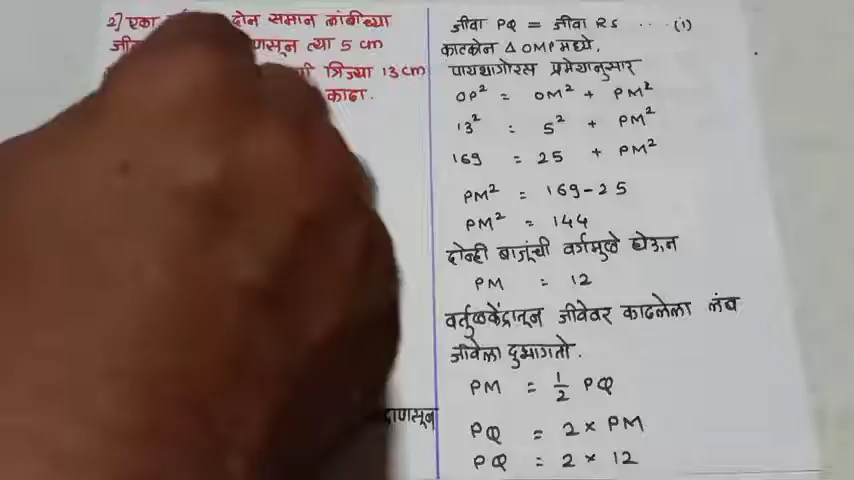 2] एका दोन समान लांबीच्या
पासून त्या 5 cm
त्रिज्या 13 cm
काढा.
दापासून
जीवा PQ = जीवा RS ... (i)
काटकोन △ OMP मध्ये,
पायथागोरस प्रमेयानुसार
OP² = OM² + PM²
13² = 5² + PM²
169 = 25 + PM²
PM² = 169-25
PM² = 144
दोन्ही बाजूंची वर्गमुळे घेऊन
PM = 12
वर्तुळकेंद्रातून जीवेवर काढलेला लंब
जीवेला दुभागतो.
PM = 1/2 PQ
PQ = 2 × PM
PQ = 2 × 12